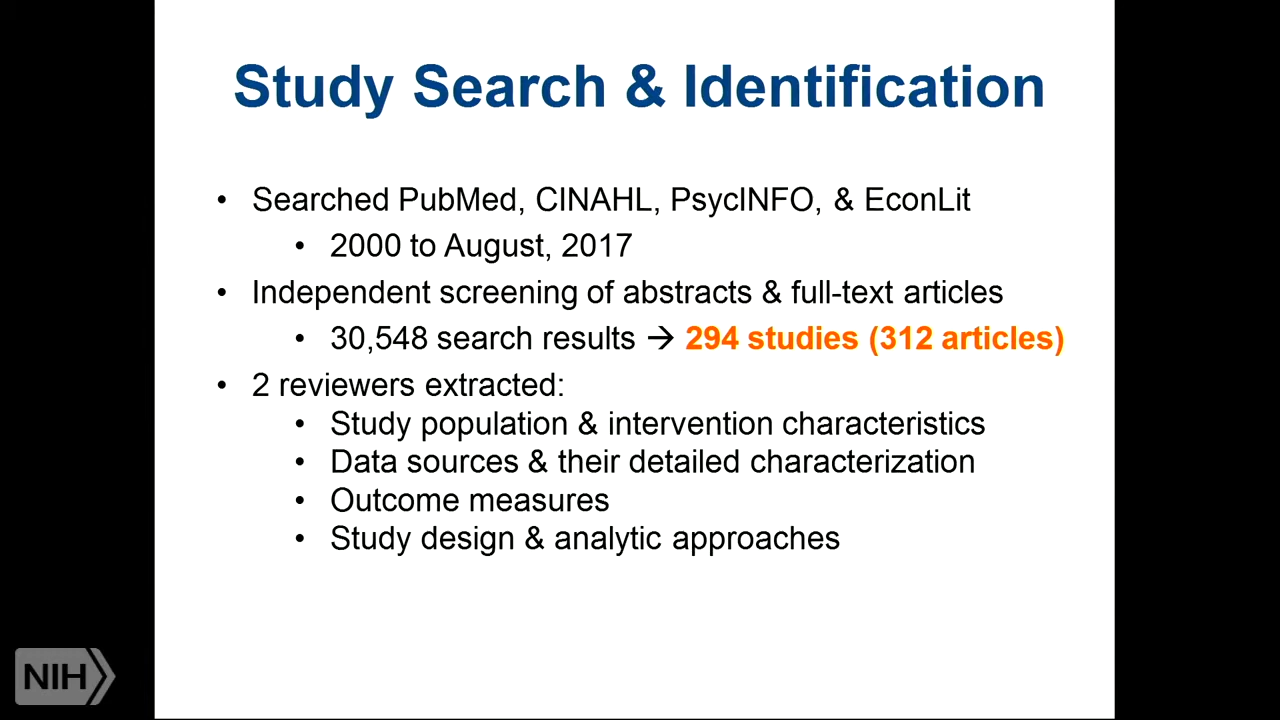 Study Search & Identification
• Searched PubMed, CINAHL, PsycINFO, & EconLit
• 2000 to August, 2017
• Independent screening of abstracts & full-text articles
• 30,548 search results → 294 studies (312 articles)
• 2 reviewers extracted:
• Study population & intervention characteristics
• Data sources & their detailed characterization
• Outcome measures
• Study design & analytic approaches
NIH